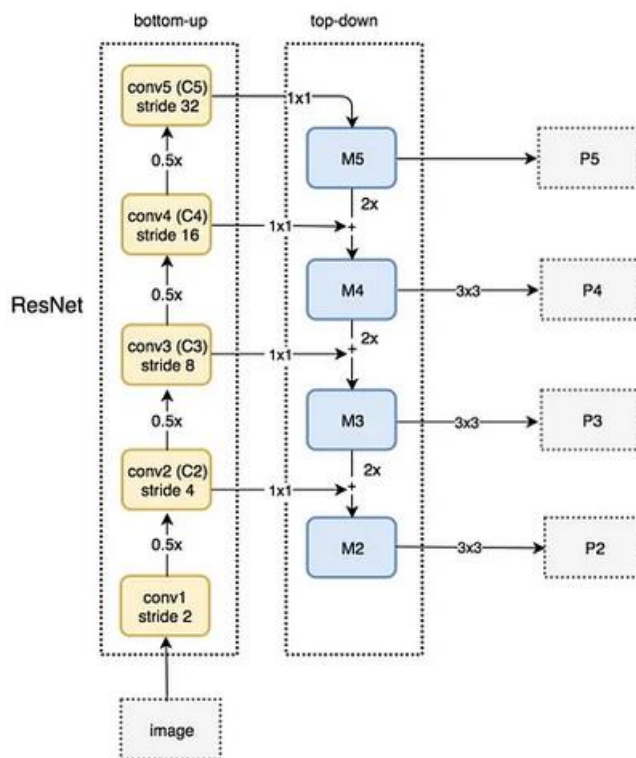 bottom-up
top-down
conv5 (C5)
stride 32
1x1
M5
P5
0.5x
2x
conv4 (C4)
stride 16
1x1
+
M4
3x3
P4
ResNet
0.5x
2x
conv3 (C3)
stride 8
1x1
+
M3
3x3
P3
0.5x
2x
conv2 (C2)
stride 4
1x1
+
M2
3x3
P2
0.5x
conv1
stride 2
image